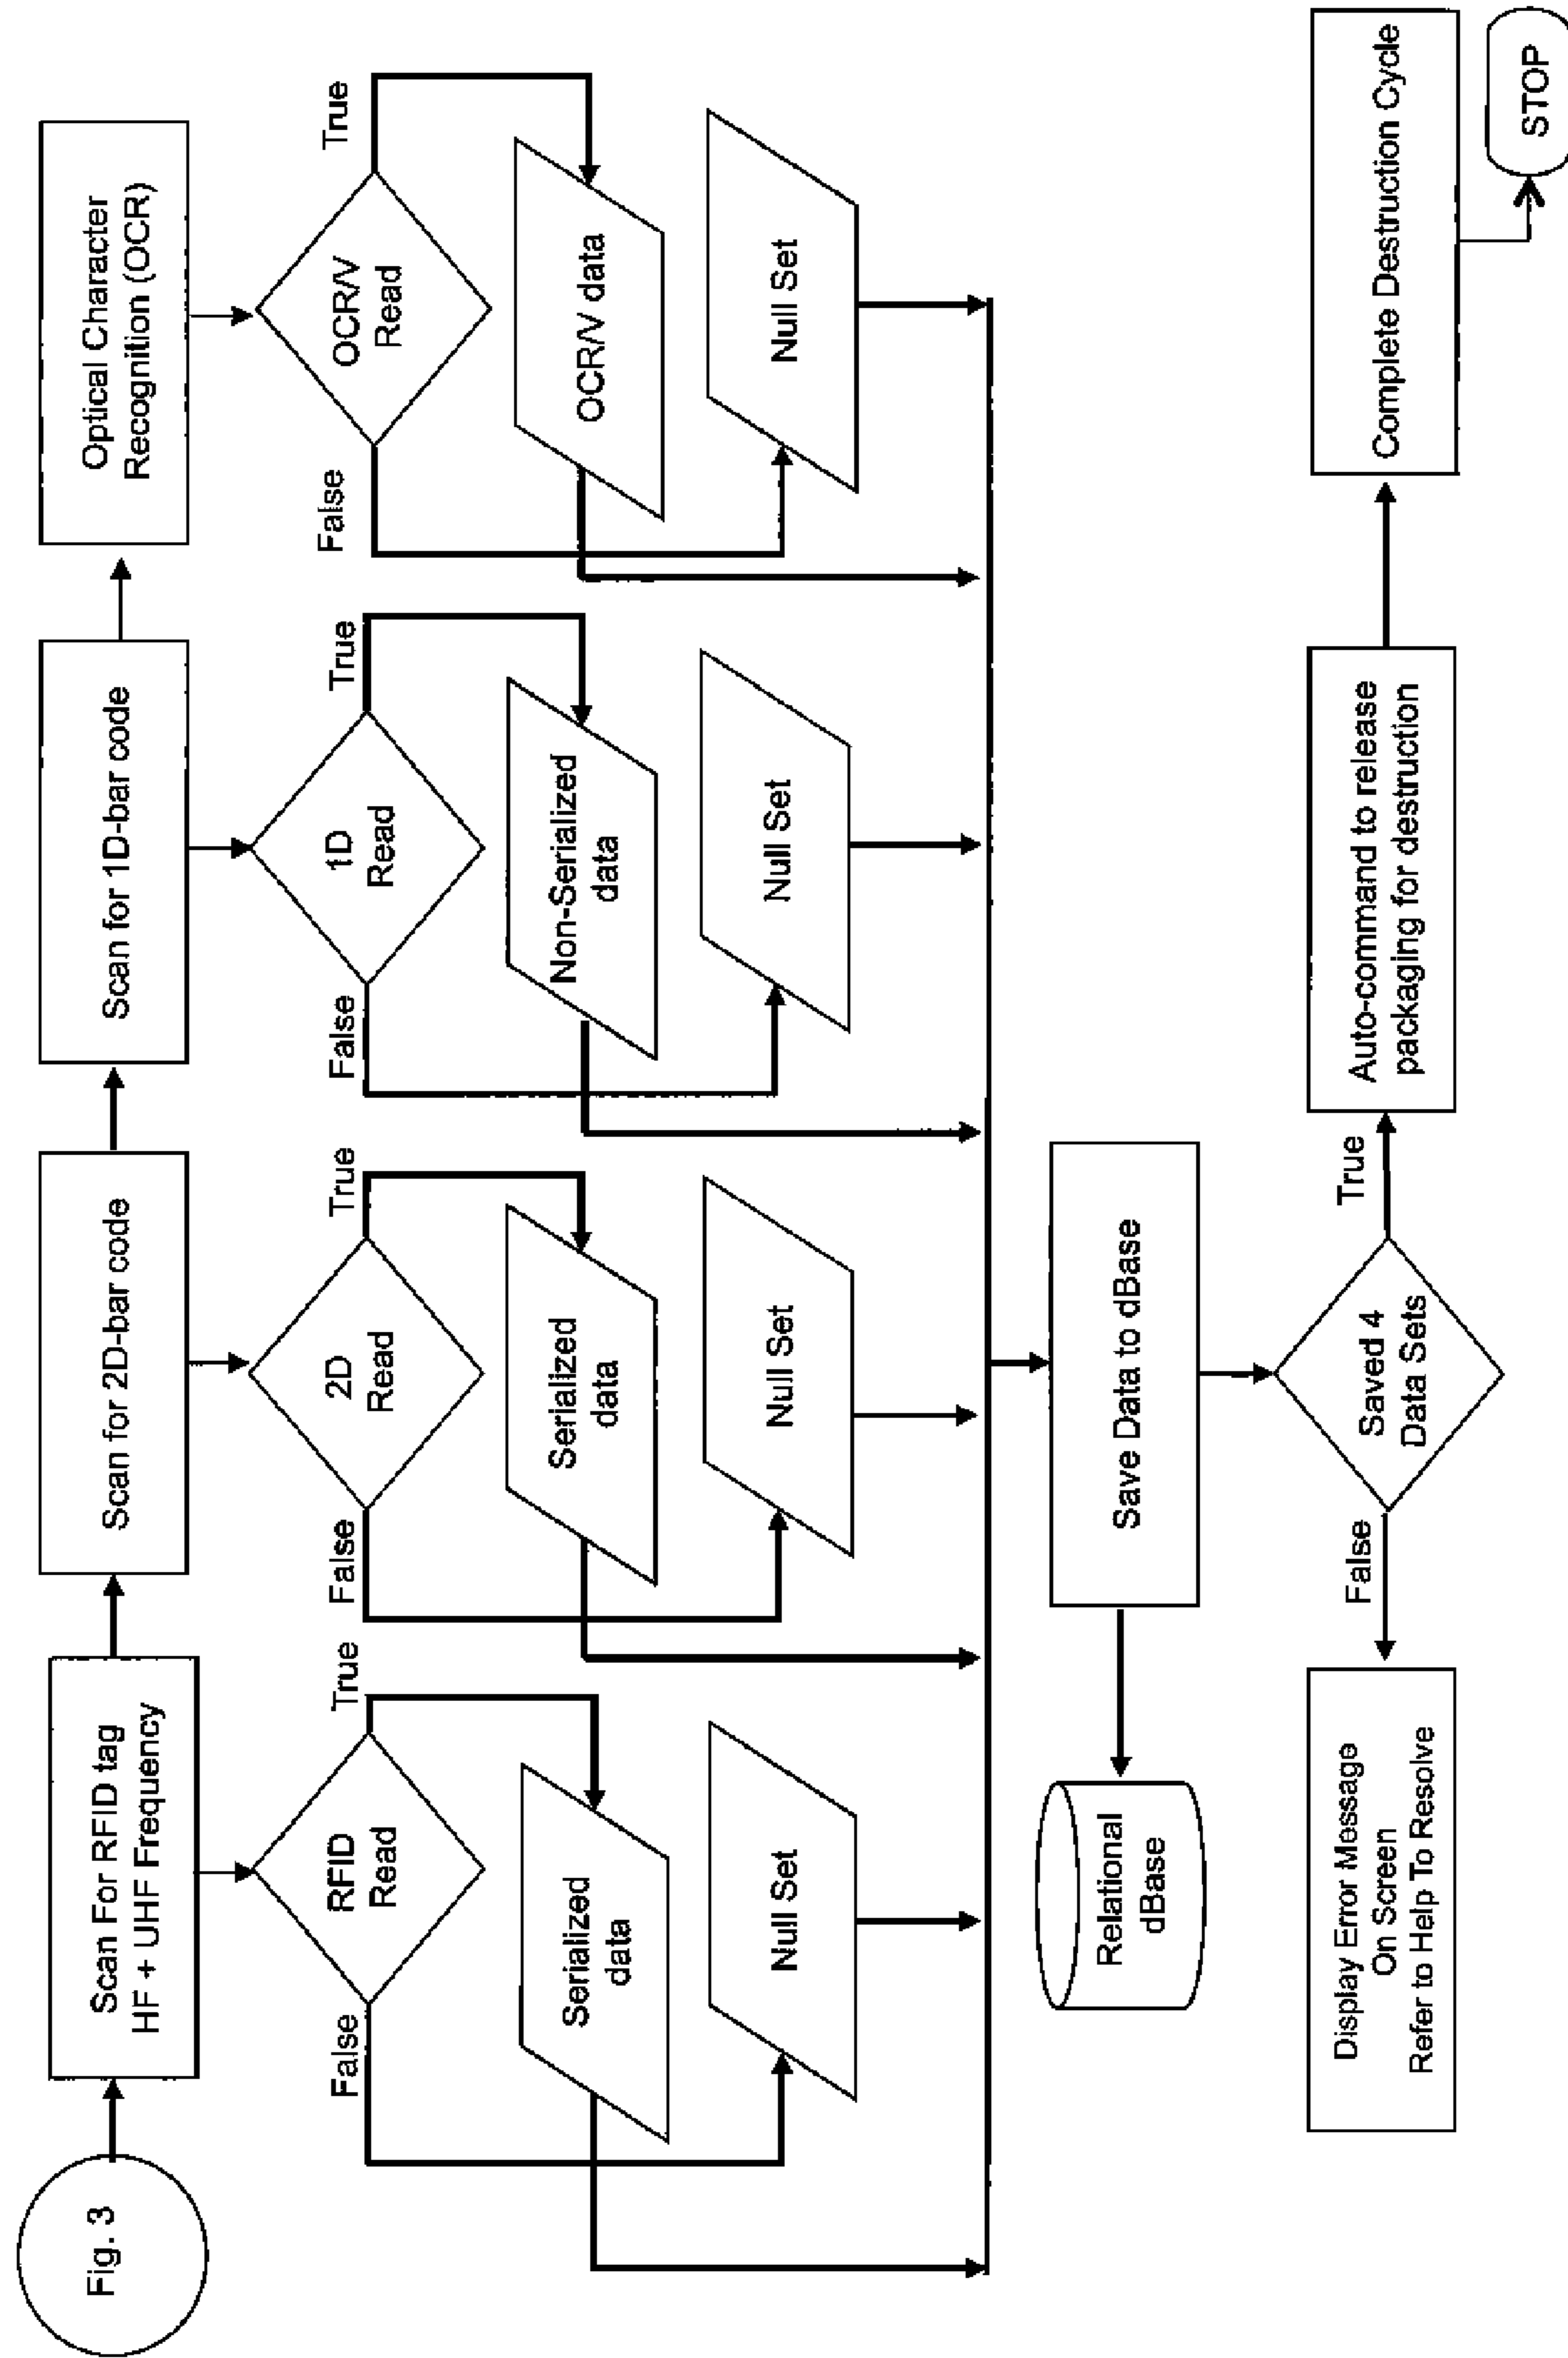 Fig. 3
Scan For RFID tag
HF + UHF Frequency
Scan for 2D-bar code
Scan for 1D-bar code
Optical Character
Recognition (OCR)
False
RFID
Read
True
False
2D
Read
True
False
1D
Read
True
False
OCR/V
Read
True
Serialized
data
Serialized
data
Non-Serialized
data
OCR/V data
Null Set
Null Set
Null Set
Null Set
Relational
dBase
Save Data to dBase
Display Error Message
On Screen
Refer to Help To Resolve
False
Saved 4
Data Sets
True
Auto-command to release
packaging for destruction
Complete Destruction Cycle
STOP